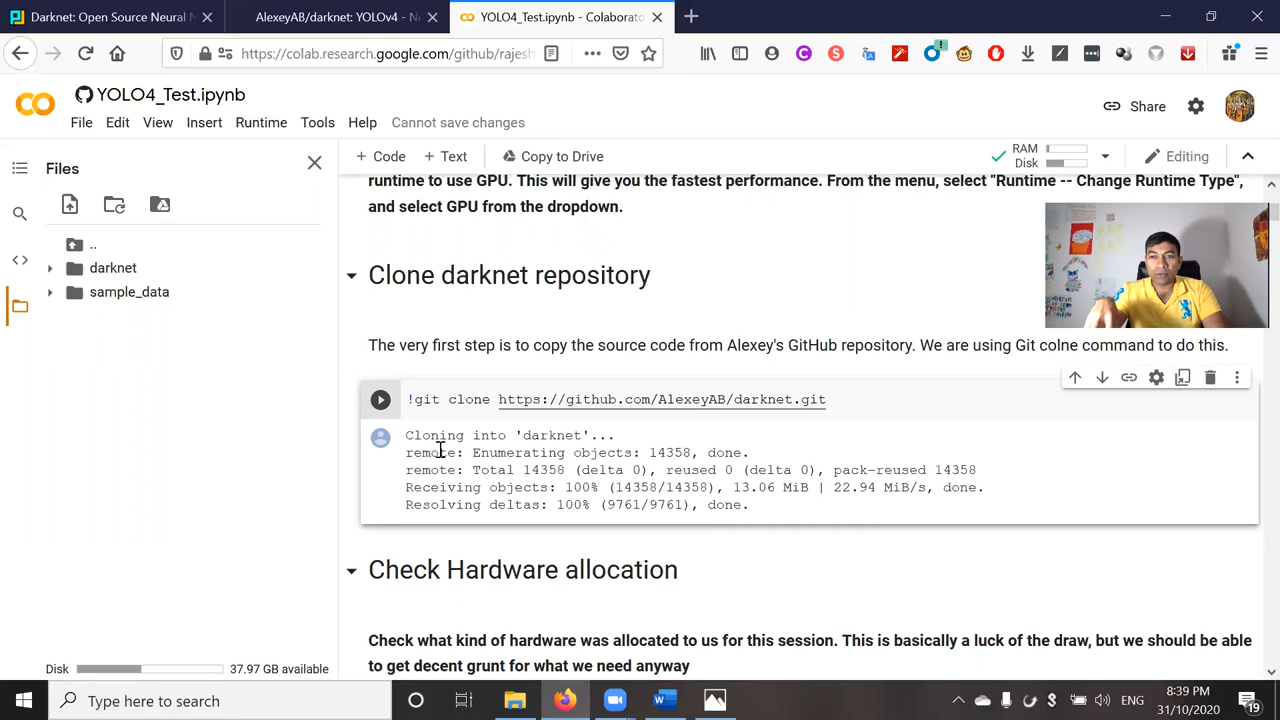 Darknet: Open Source Neural N
AlexeyAB/darknet: YOLOv4 - Ne
YOLO4_Test.ipynb - Colaborato
https://colab.research.google.com/github/rajesh
YOLO4_Test.ipynb
File Edit View Insert Runtime Tools Help Cannot save changes
Share
Files
+ Code + Text Copy to Drive
RAM
Disk
Editing
..
darknet
sample_data
runtime to use GPU. This will give you the fastest performance. From the menu, select "Runtime -- Change Runtime Type",
and select GPU from the dropdown.
Clone darknet repository
The very first step is to copy the source code from Alexey's GitHub repository. We are using Git colne command to do this.
!git clone https://github.com/AlexeyAB/darknet.git
Cloning into 'darknet'...
remote: Enumerating objects: 14358, done.
remote: Total 14358 (delta 0), reused 0 (delta 0), pack-reused 14358
Receiving objects: 100% (14358/14358), 13.06 MiB | 22.94 MiB/s, done.
Resolving deltas: 100% (9761/9761), done.
Check Hardware allocation
Check what kind of hardware was allocated to us for this session. This is basically a luck of the draw, but we should be able
to get decent grunt for what we need anyway
Disk 37.97 GB available
Type here to search
ENG
8:39 PM
31/10/2020
19